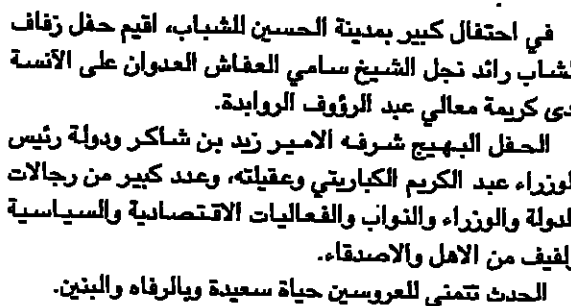 في احتفال كبير بمدينة الحسين للشباب، اقيم حفل زفاف
لشاب رائد نجل الشيخ سامي العفاش العدوان على الآنسة
دى كريمة معالي عبد الرؤوف الروابدة.
الحفل البهيج شرفه الامير زيد بن شاكر ودولة رئيس
لوزراء عبد الكريم الكباريتي وعقيلته، وعدد كبير من رجالات
لدولة والوزراء والنواب والفعاليات الاقتصادية والسياسية
لفيف من الاهل والاصدقاء.
الحدث تتمنى للعروسين حياة سعيدة وبالرفاه والبنين.